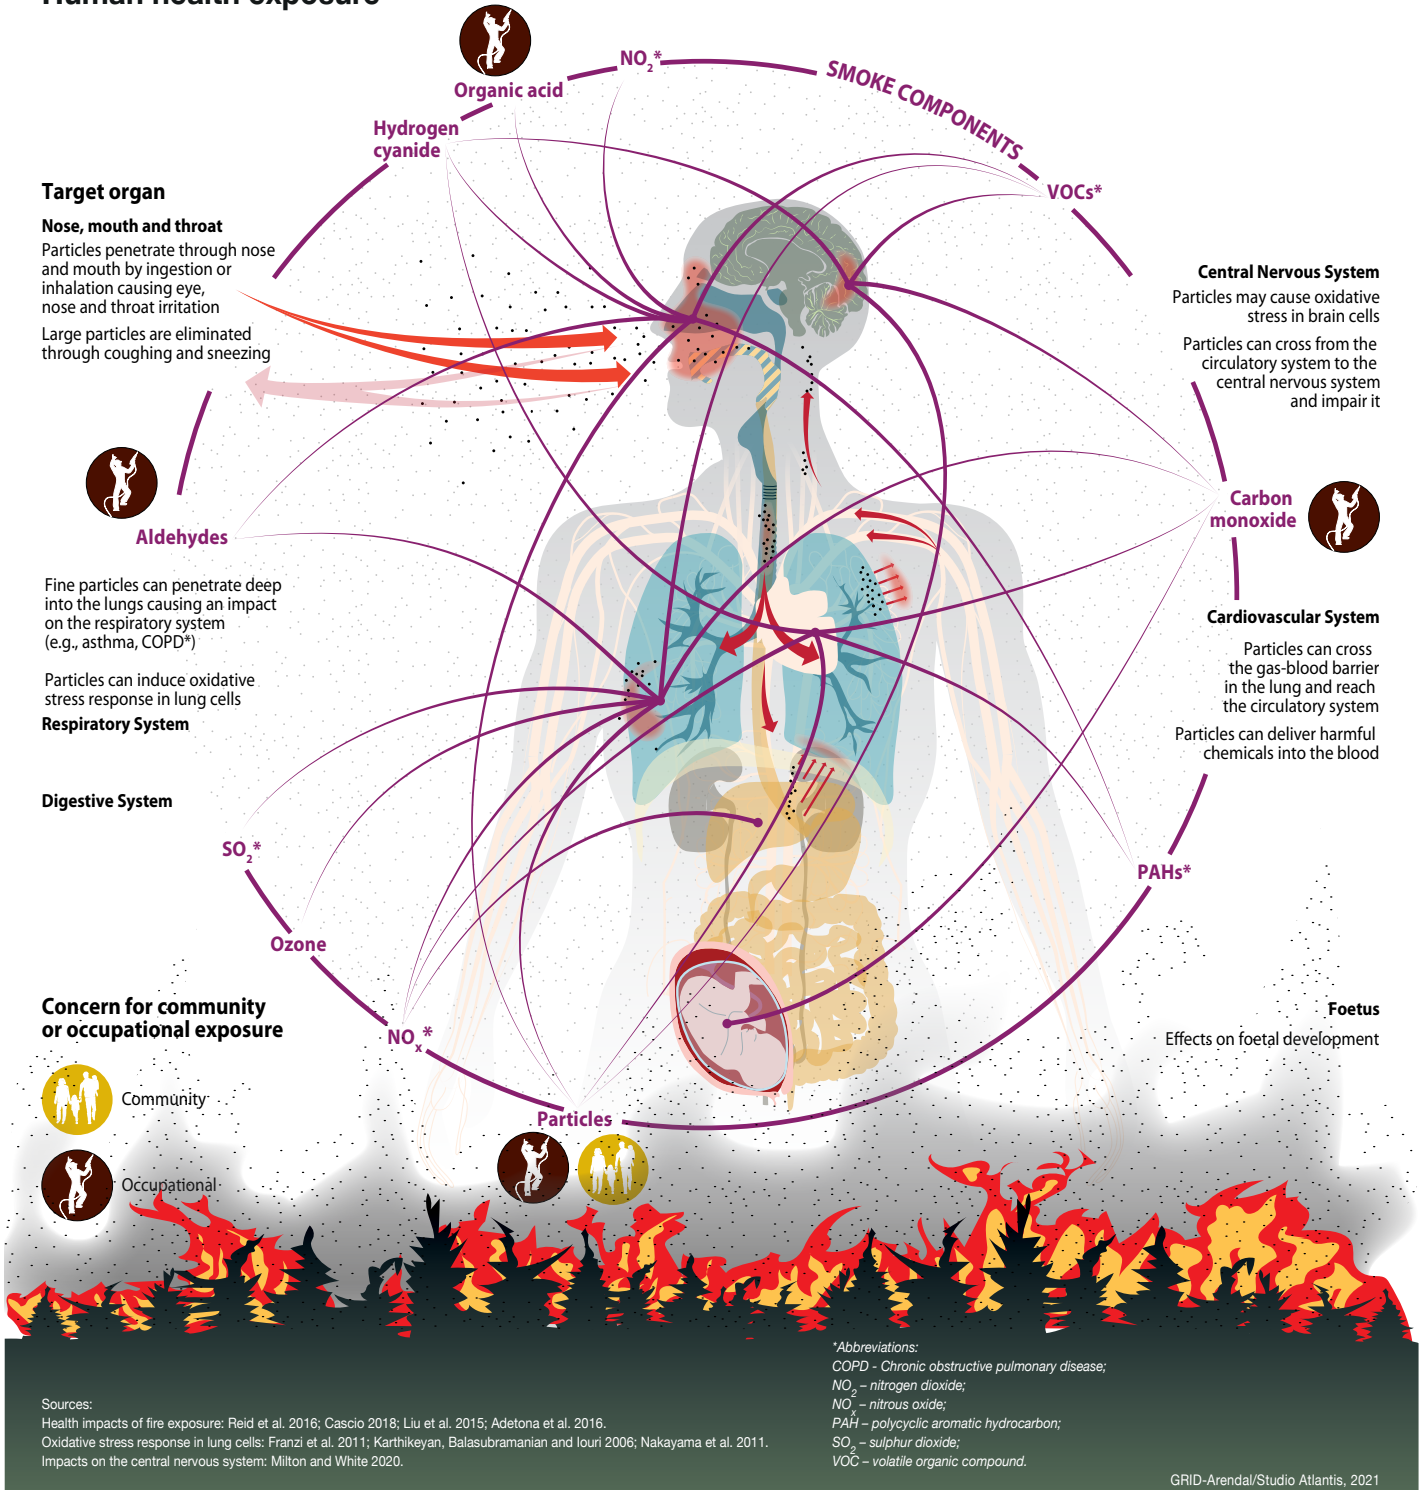 Human health exposure
Organic acid
NO2*
SMOKE COMPONENTS
Hydrogen
cyanide
VOCs*
Target organ
Nose, mouth and throat
Particles penetrate through nose
and mouth by ingestion or
inhalation causing eye,
nose and throat irritation
Large particles are eliminated
through coughing and sneezing
Central Nervous System
Particles may cause oxidative
stress in brain cells
Particles can cross from the
circulatory system to the
central nervous system
and impair it
Carbon
monoxide
Aldehydes
Fine particles can penetrate deep
into the lungs causing an impact
on the respiratory system
(e.g., asthma, COPD*)
Particles can induce oxidative
stress response in lung cells
Respiratory System
Cardiovascular System
Particles can cross
the gas-blood barrier
in the lung and reach
the circulatory system
Particles can deliver harmful
chemicals into the blood
Digestive System
SO2*
PAHs*
Ozone
Concern for community
or occupational exposure
NOx*
Foetus
Effects on foetal development
Community
Particles
Occupational
*Abbreviations:
COPD - Chronic obstructive pulmonary disease;
NO2 – nitrogen dioxide;
NOx – nitrous oxide;
PAH – polycyclic aromatic hydrocarbon;
SO2 – sulphur dioxide;
VOC – volatile organic compound.
Sources:
Health impacts of fire exposure: Reid et al. 2016; Cascio 2018; Liu et al. 2015; Adetona et al. 2016.
Oxidative stress response in lung cells: Franzi et al. 2011; Karthikeyan, Balasubramanian and Iouri 2006; Nakayama et al. 2011.
Impacts on the central nervous system: Milton and White 2020.
GRID-Arendal/Studio Atlantis, 2021